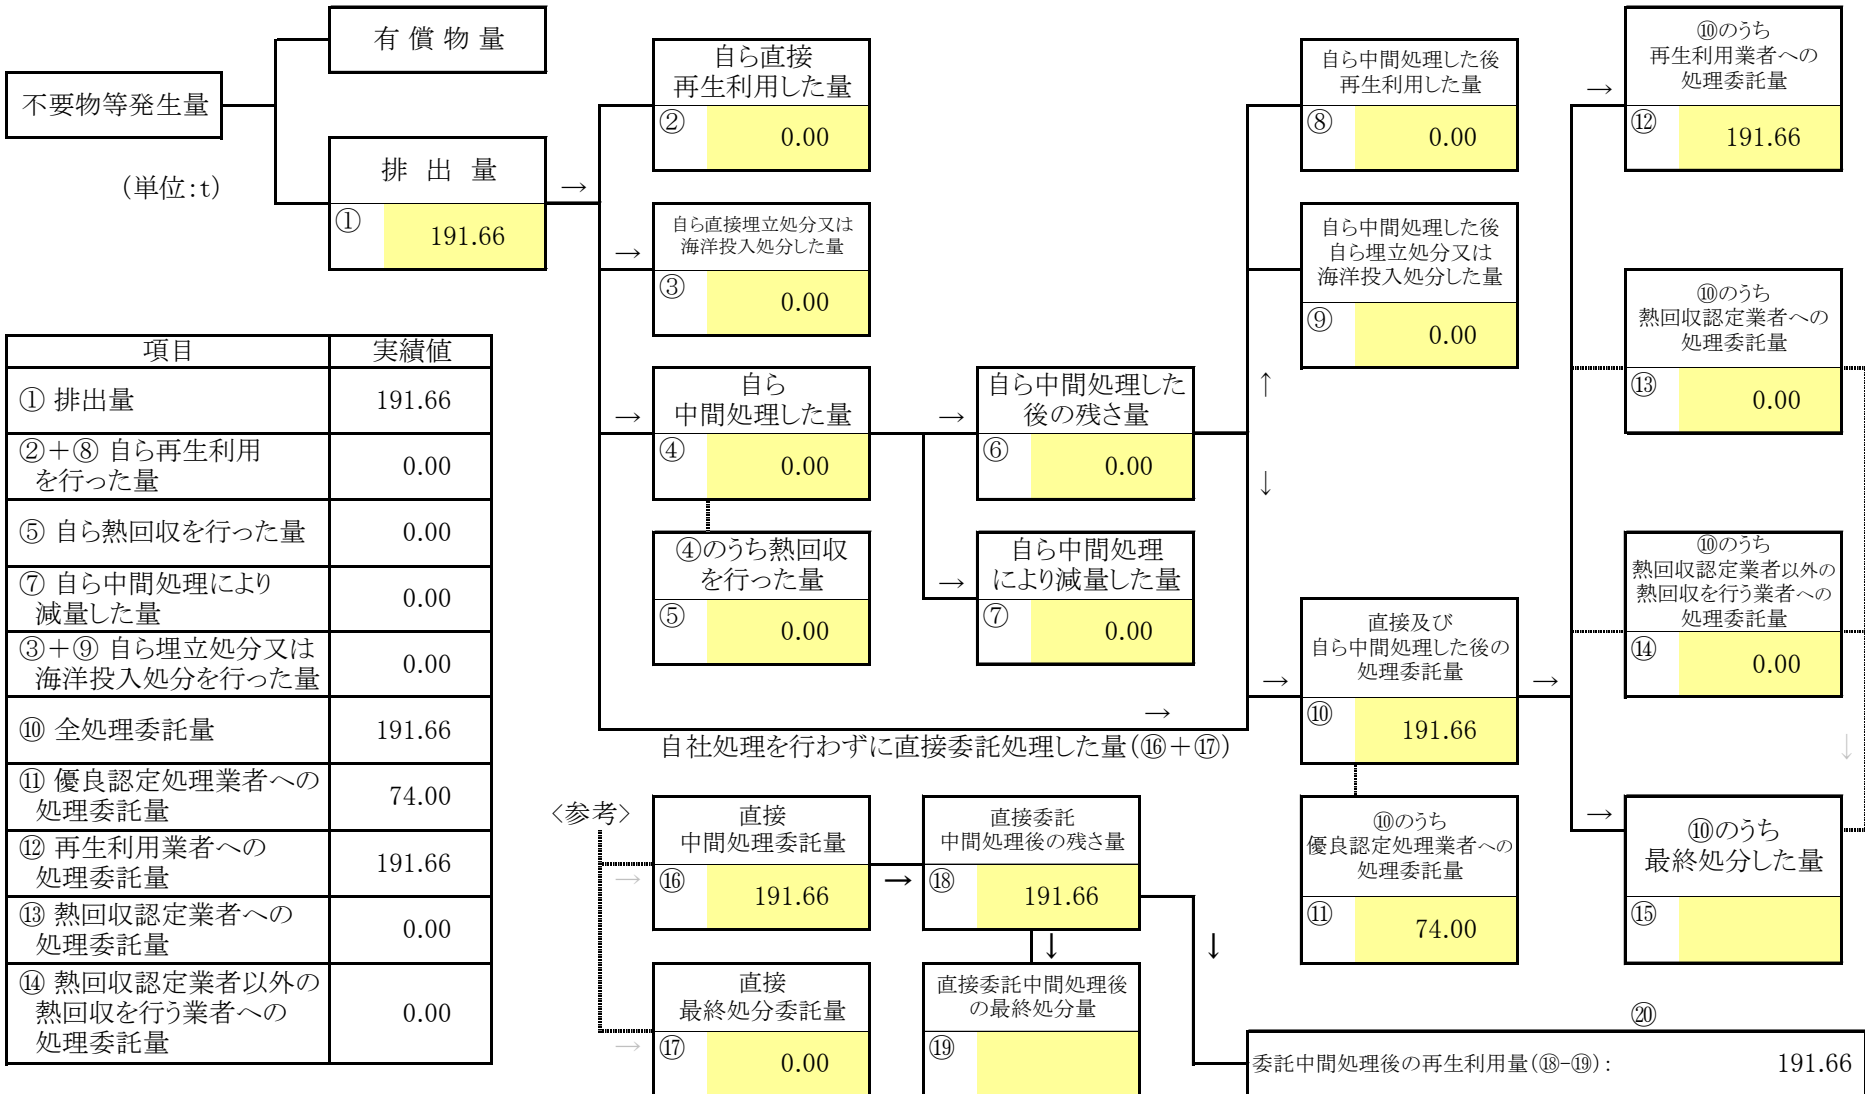 有 償 物 量
不要物等発生量
(単位:t)
排 出 量
①
191.66
→
自ら直接
再生利用した量
②
0.00
→
自ら直接埋立処分又は
海洋投入処分した量
③
0.00
→
自ら
中間処理した量
④
0.00
④のうち熱回収
を行った量
⑤
0.00
→
自ら中間処理した
後の残さ量
⑥
0.00
→
自ら中間処理
により減量した量
⑦
0.00
↑
↓
自ら中間処理した後
再生利用した量
⑧
0.00
自ら中間処理した後
自ら埋立処分又は
海洋投入処分した量
⑨
0.00
→
自社処理を行わずに直接委託処理した量(⑯+⑰)
→
直接及び
自ら中間処理した後の
処理委託量
⑩
191.66
→
⑩のうち
優良認定処理業者への
処理委託量
⑪
74.00
→
⑩のうち
再生利用業者への
処理委託量
⑫
191.66
⑩のうち
熱回収認定業者への
処理委託量
⑬
0.00
⑩のうち
熱回収認定業者以外の
熱回収を行う業者への
処理委託量
⑭
0.00
↓
→
⑩のうち
最終処分した量
⑮
項目 実績値
① 排出量 191.66
②+⑧ 自ら再生利用
を行った量 0.00
⑤ 自ら熱回収を行った量 0.00
⑦ 自ら中間処理により
減量した量 0.00
③+⑨ 自ら埋立処分又は
海洋投入処分を行った量 0.00
⑩ 全処理委託量 191.66
⑪ 優良認定処理業者への
処理委託量 74.00
⑫ 再生利用業者への
処理委託量 191.66
⑬ 熱回収認定業者への
処理委託量 0.00
⑭ 熱回収認定業者以外の
熱回収を行う業者への
処理委託量 0.00
<参考>
→
直接
中間処理委託量
⑯
191.66
→
直接委託
中間処理後の残さ量
⑱
191.66
↓
↓
→
直接
最終処分委託量
⑰
0.00
直接委託中間処理後
の最終処分量
⑲
⑳
委託中間処理後の再生利用量(⑱-⑲): 191.66